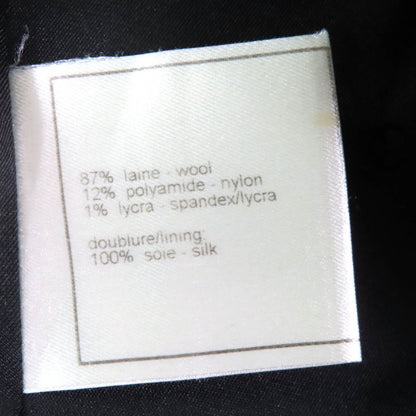 87% laine - wool
12% polyamide - nylon
1% lycra - spandex/lycra
doublure/lining:
100% soie - silk